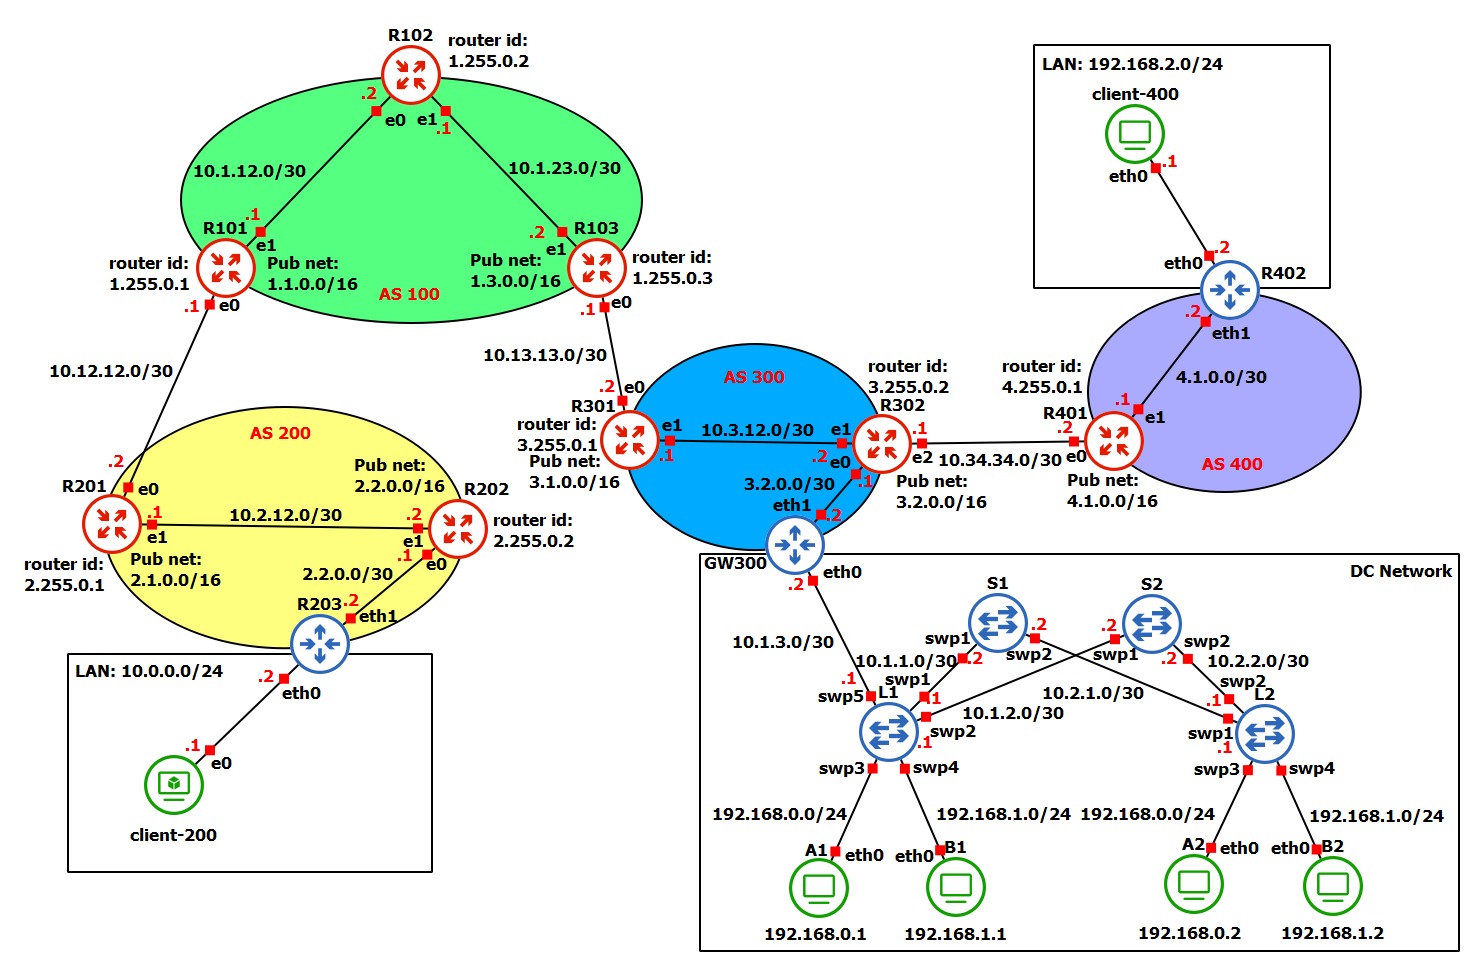 R102
router id:
1.255.0.2
.2
e0
e1
.1
10.1.12.0/30
10.1.23.0/30
.1
R101
e1
.2
R103
e1
router id:
1.255.0.1
Pub net:
1.1.0.0/16
AS 100
Pub net:
1.3.0.0/16
router id:
1.255.0.3
.1
e0
.1
e0
10.12.12.0/30
10.13.13.0/30
LAN: 192.168.2.0/24
client-400
.1
eth0
.2
eth0
R402
.2
eth1
4.1.0.0/30
router id:
4.255.0.1
.1
R401
e1
.2
e0
AS 400
Pub net:
4.1.0.0/16
AS 300
.2
e0
R301
router id:
3.255.0.1
Pub net:
3.1.0.0/16
e1
.1
10.3.12.0/30
e1
.2
router id:
3.255.0.2
R302
.1
e2
10.34.34.0/30
e0
.1
Pub net:
3.2.0.0/16
3.2.0.0/30
eth1
.2
AS 200
.2
R201
e0
.1
e1
router id:
2.255.0.1
Pub net:
2.1.0.0/16
10.2.12.0/30
Pub net:
2.2.0.0/16
R202
.2
e1
.1
e0
router id:
2.255.0.2
2.2.0.0/30
R203
.2
eth1
LAN: 10.0.0.0/24
.2
eth0
.1
e0
client-200
GW300
.2
eth0
DC Network
10.1.3.0/30
S1
S2
swp1
.2
.2
swp2
.2
swp1
swp2
.2
10.1.1.0/30
10.2.2.0/30
.1
swp5
L1
swp1
.1
10.1.2.0/30
swp2
.1
10.2.1.0/30
swp2
.1
L2
swp1
.1
swp3
swp4
swp3
swp4
192.168.0.0/24
192.168.1.0/24
192.168.0.0/24
192.168.1.0/24
A1
eth0
eth0
B1
A2
eth0
eth0
B2
192.168.0.1
192.168.1.1
192.168.0.2
192.168.1.2